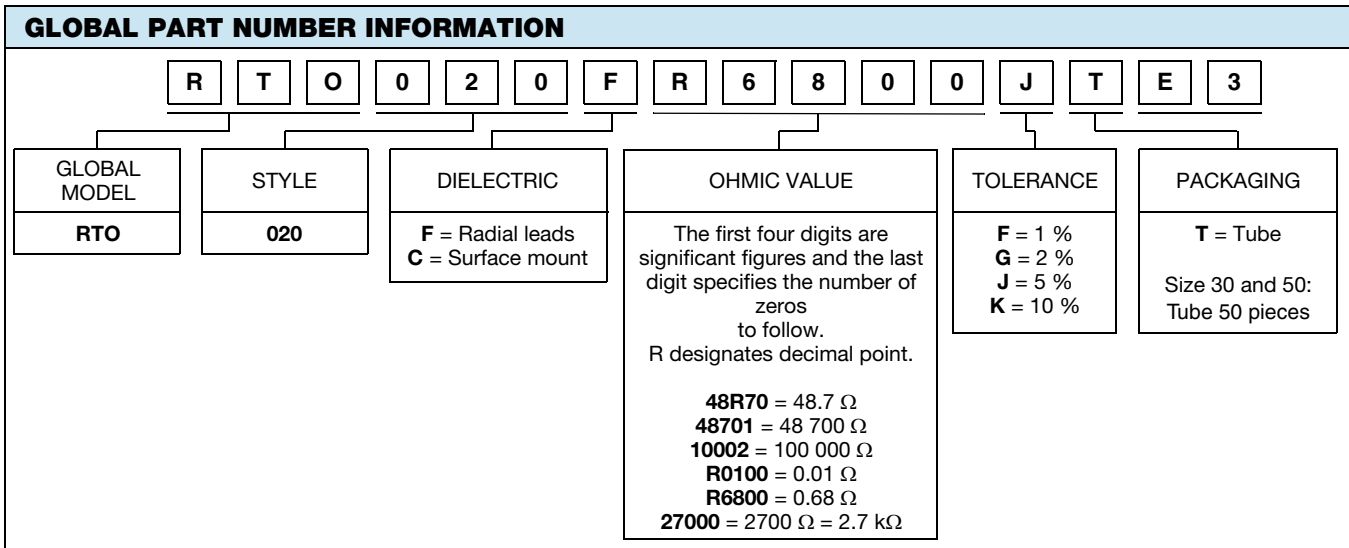 GLOBAL PART NUMBER INFORMATION
R T O 0 2 0 F R 6 8 0 0 J T E 3
GLOBAL
MODEL
RTO
STYLE
020
DIELECTRIC
F = Radial leads
C = Surface mount
OHMIC VALUE
The first four digits are
significant figures and the last
digit specifies the number of
zeros
to follow.
R designates decimal point.
48R70 = 48.7 Ω
48701 = 48 700 Ω
10002 = 100 000 Ω
R0100 = 0.01 Ω
R6800 = 0.68 Ω
27000 = 2700 Ω = 2.7 kΩ
TOLERANCE
F = 1 %
G = 2 %
J = 5 %
K = 10 %
PACKAGING
T = Tube
Size 30 and 50:
Tube 50 pieces